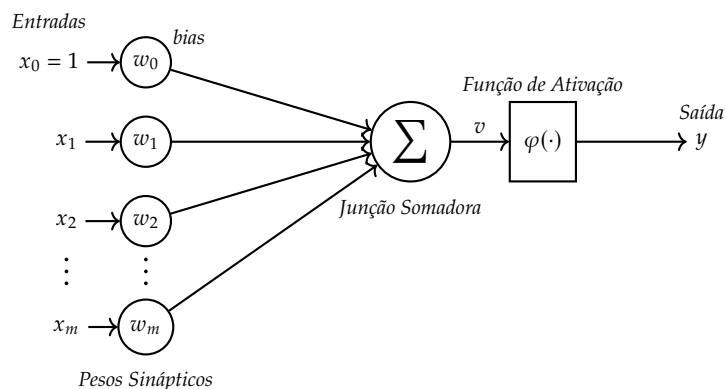 Entradas
x₀ = 1
w₀
bias
x₁
w₁
x₂
w₂
⋮
⋮
xₘ
wₘ
Pesos Sinápticos
∑
Junção Somadora
v
Função de Ativação
φ(·)
Saída
y